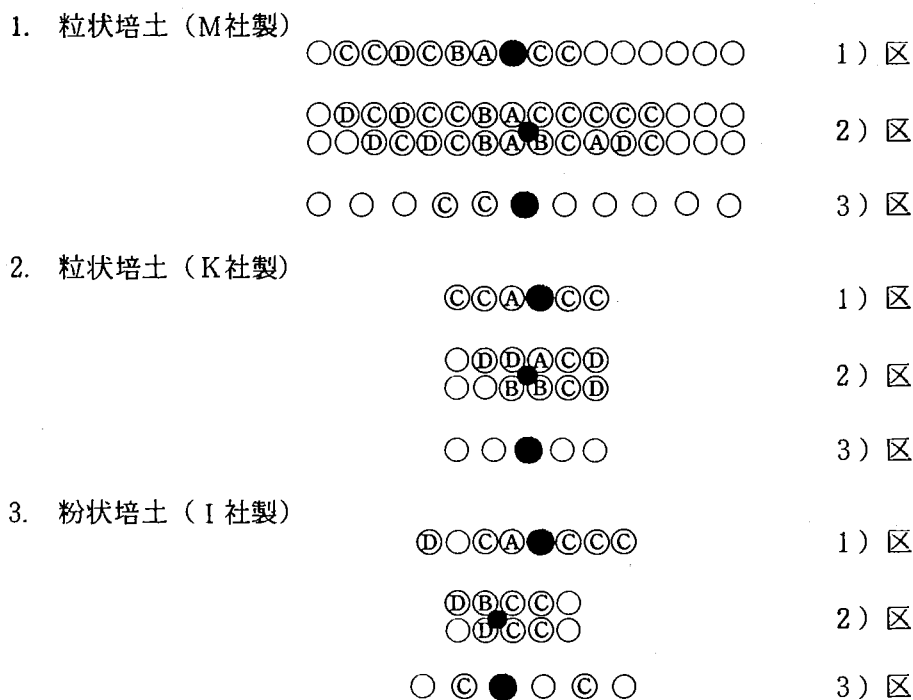 1. 粒状培土（M社製）
○ⒸⒸⒹⒸⒷⒶ●ⒸⒸ○○○○○○ 1）区
○ⒹⒸⒹⒸⒸⒷⒶⒸⒸⒸⒸⒸ○○○
○○ⒹⒸⒹⒸⒷⒶⒷⒸⒶⒹⒸ○○○ 2）区
○ ○ ○ Ⓒ Ⓒ ● ○ ○ ○ ○ ○ 3）区
2. 粒状培土（K社製）
ⒸⒸⒶ●ⒸⒸ 1）区
○ⒹⒹⒶⒸⒹ
○○ⒷⒷⒸⒹ 2）区
○ ○ ● ○ ○ 3）区
3. 粉状培土（I社製）
Ⓓ○ⒸⒶ●ⒸⒸⒸ 1）区
ⒹⒷⒸⒸ○
○ⒹⒸⒸ○ 2）区
○ Ⓒ ● ○ Ⓒ ○ 3）区